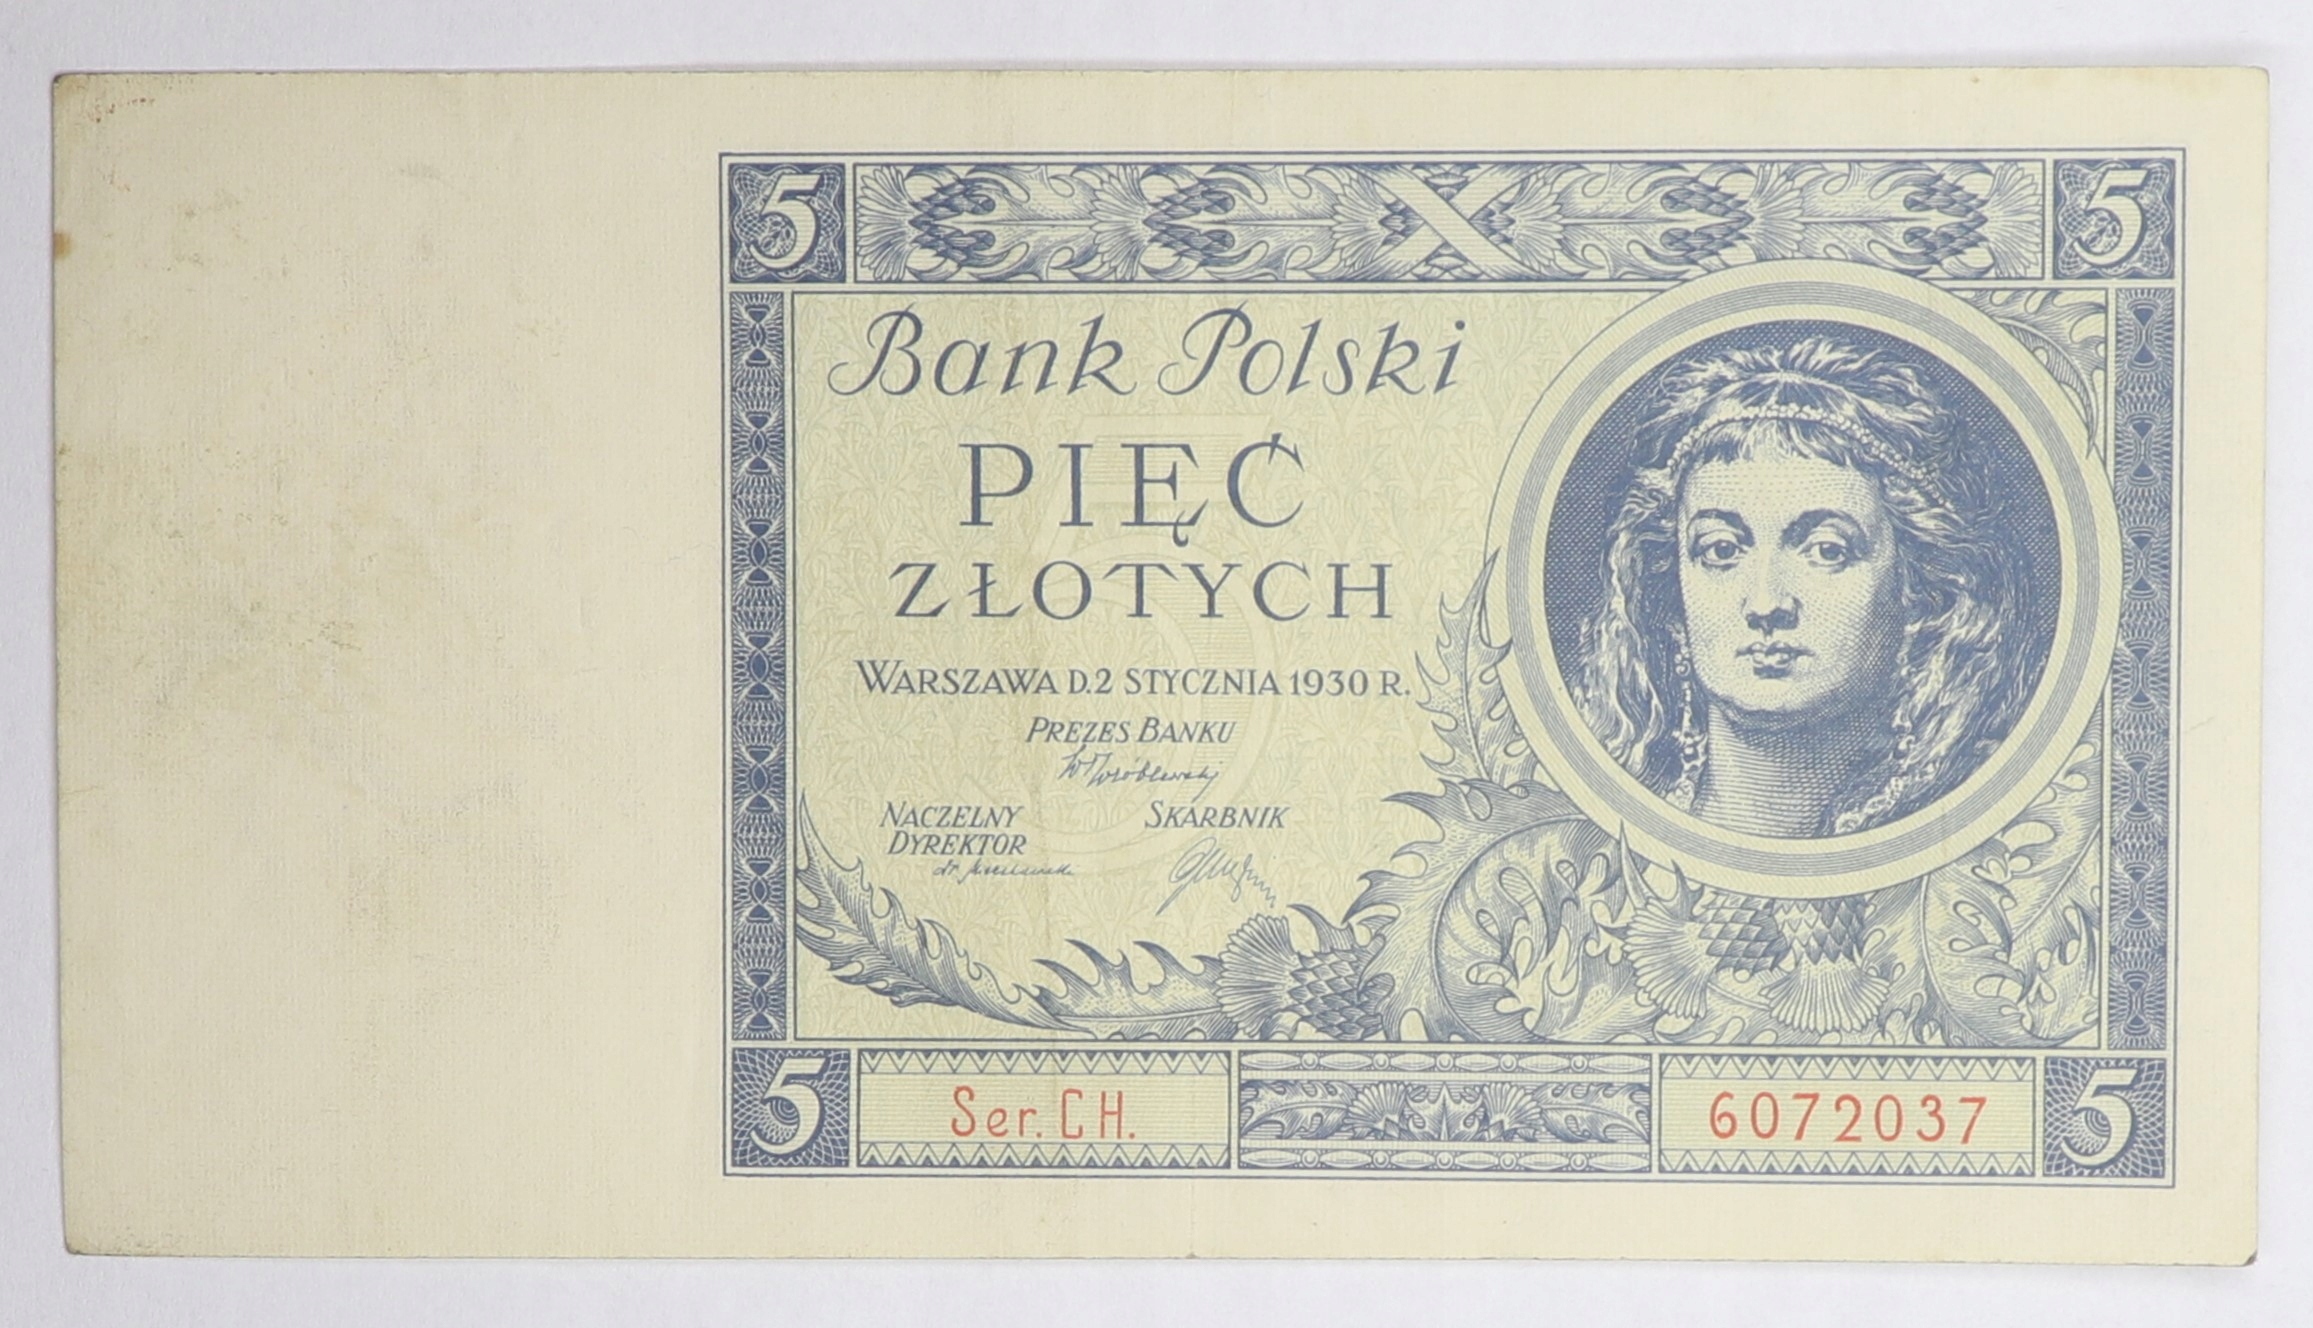 5 5
Bank Polski
PIĘĆ
ZŁOTYCH
WARSZAWA D. 2 STYCZNIA 1930 R.
PREZES BANKU
NACZELNY SKARBNIK
DYREKTOR
5 Ser. CH. 6072037 5